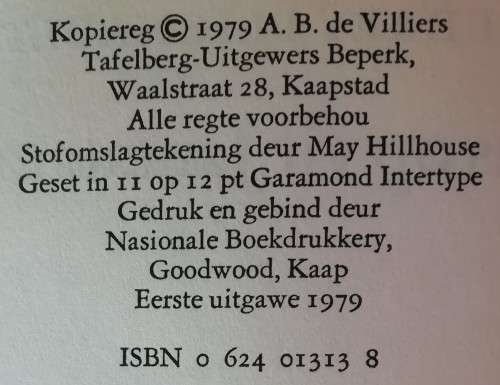 Kopiereg © 1979 A. B. de Villiers
Tafelberg-Uitgewers Beperk,
Waalstraat 28, Kaapstad
Alle regte voorbehou
Stofomslagtekening deur May Hillhouse
Geset in 11 op 12 pt Garamond Intertype
Gedruk en gebind deur
Nasionale Boekdrukkery,
Goodwood, Kaap
Eerste uitgawe 1979
ISBN 0 624 01313 8